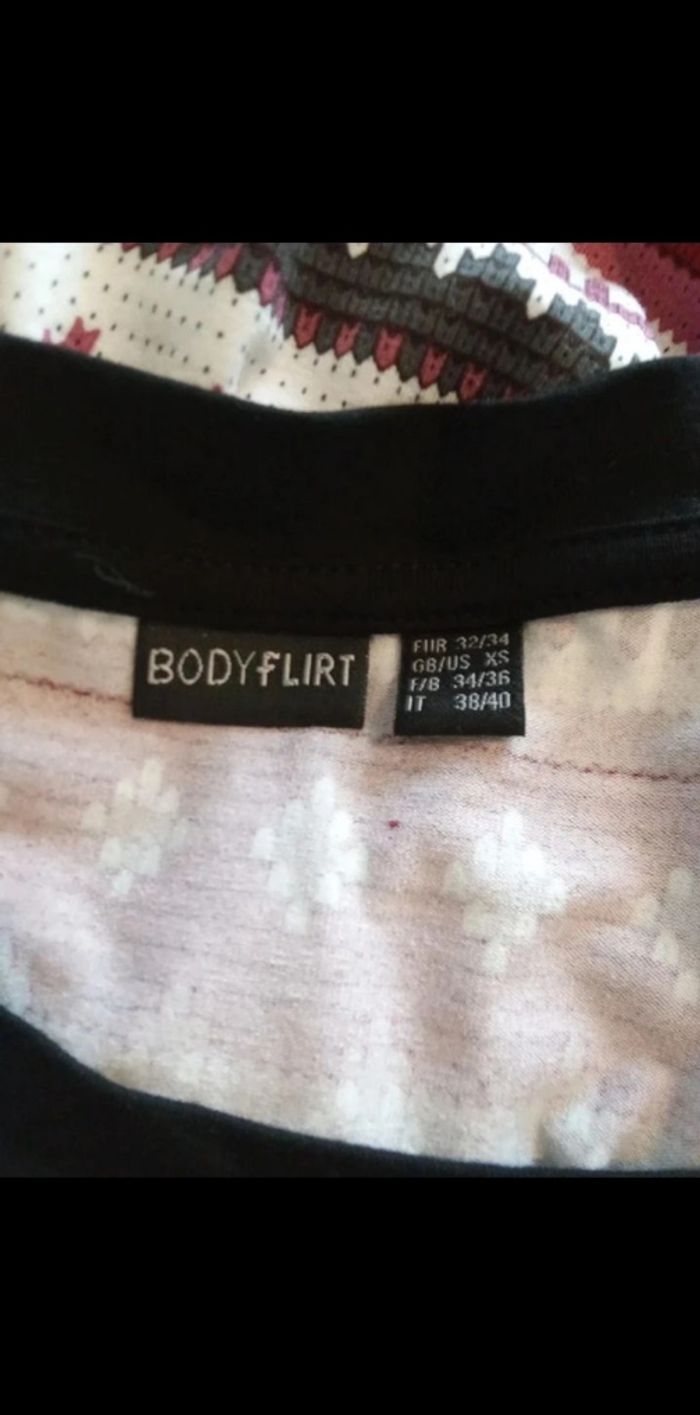 BODYFLIRT
EUR 32/34
GB/US XS
F/B 34/36
IT 38/40